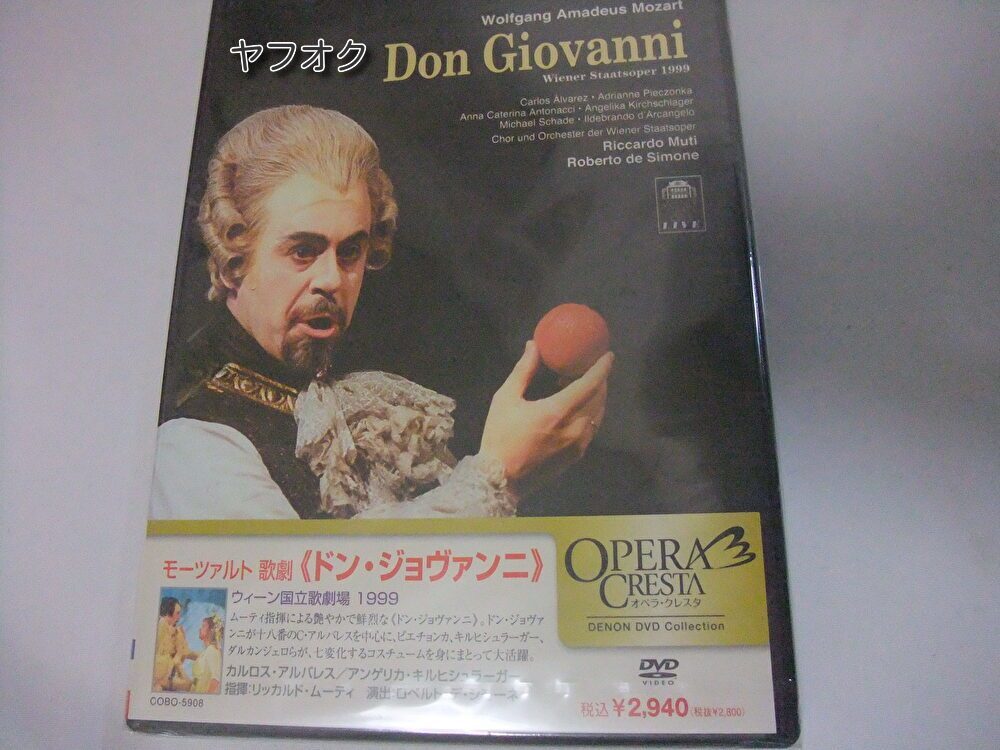 Wolfgang Amadeus Mozart
ヤフオク
Don Giovanni
Wiener Staatsoper 1999
Carlos Álvarez・Adrianne Pieczonka
Anna Caterina Antonacci・Angelika Kirchschlager
Michael Schade・Ildebrando d'Arcangelo
Chor und Orchester der Wiener Staatsoper
Riccardo Muti
Roberto de Simone
LIVE
モーツァルト 歌劇《ドン・ジョヴァンニ》
ウィーン国立歌劇場 1999
ムーティ指揮による艶やかで鮮烈な《ドン・ジョヴァンニ》。ドン・ジョヴァ
ンニが十八番のC・アルバレスを中心に、ピエチョンカ、キルヒシュラーガー、
ダルカンジェロらが、七変化するコスチュームを身にまとって大活躍。
カルロス・アルバレス/アンゲリカ・キルヒシュラーガー
指揮:リッカルド・ムーティ 演出:ロベルト・デ・シモーネ
COBO-5908
OPERA
CRESTA
オペラ・クレスタ
DENON DVD Collection
DVD
VIDEO
税込¥2,940(税抜¥2,800)